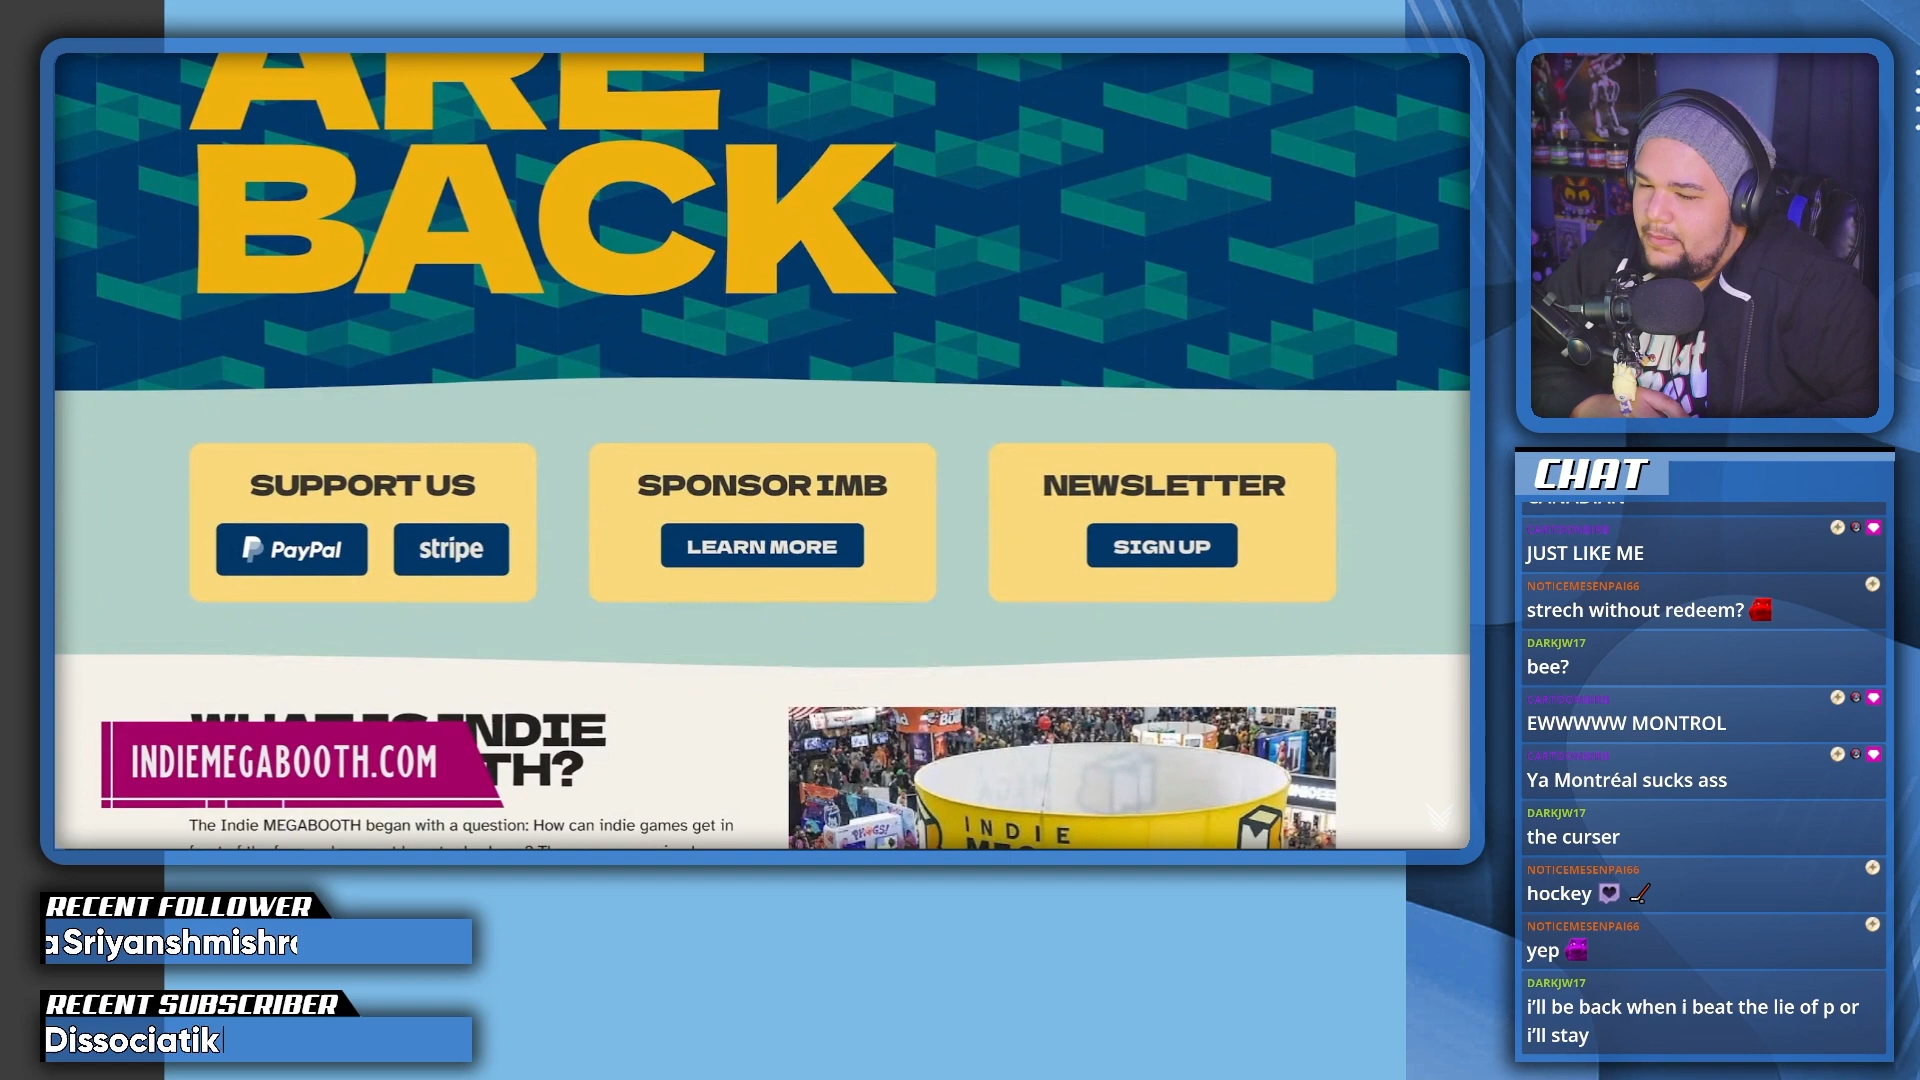 ARE
BACK
SUPPORT US
PayPal
stripe
SPONSOR IMB
LEARN MORE
NEWSLETTER
SIGN UP
INDIE
TH?
INDIEMEGABOOTH.COM
The Indie MEGABOOTH began with a question: How can indie games get in
INDIE
CHAT
JUST LIKE ME
NOTICEMESENPAI66
strech without redeem?
DARKJW17
bee?
EWWWWW MONTROL
Ya Montréal sucks ass
DARKJW17
the curser
NOTICEMESENPAI66
hockey
NOTICEMESENPAI66
yep
DARKJW17
i'll be back when i beat the lie of p or
i'll stay
RECENT FOLLOWER
a Sriyanshmishra
RECENT SUBSCRIBER
Dissociatik